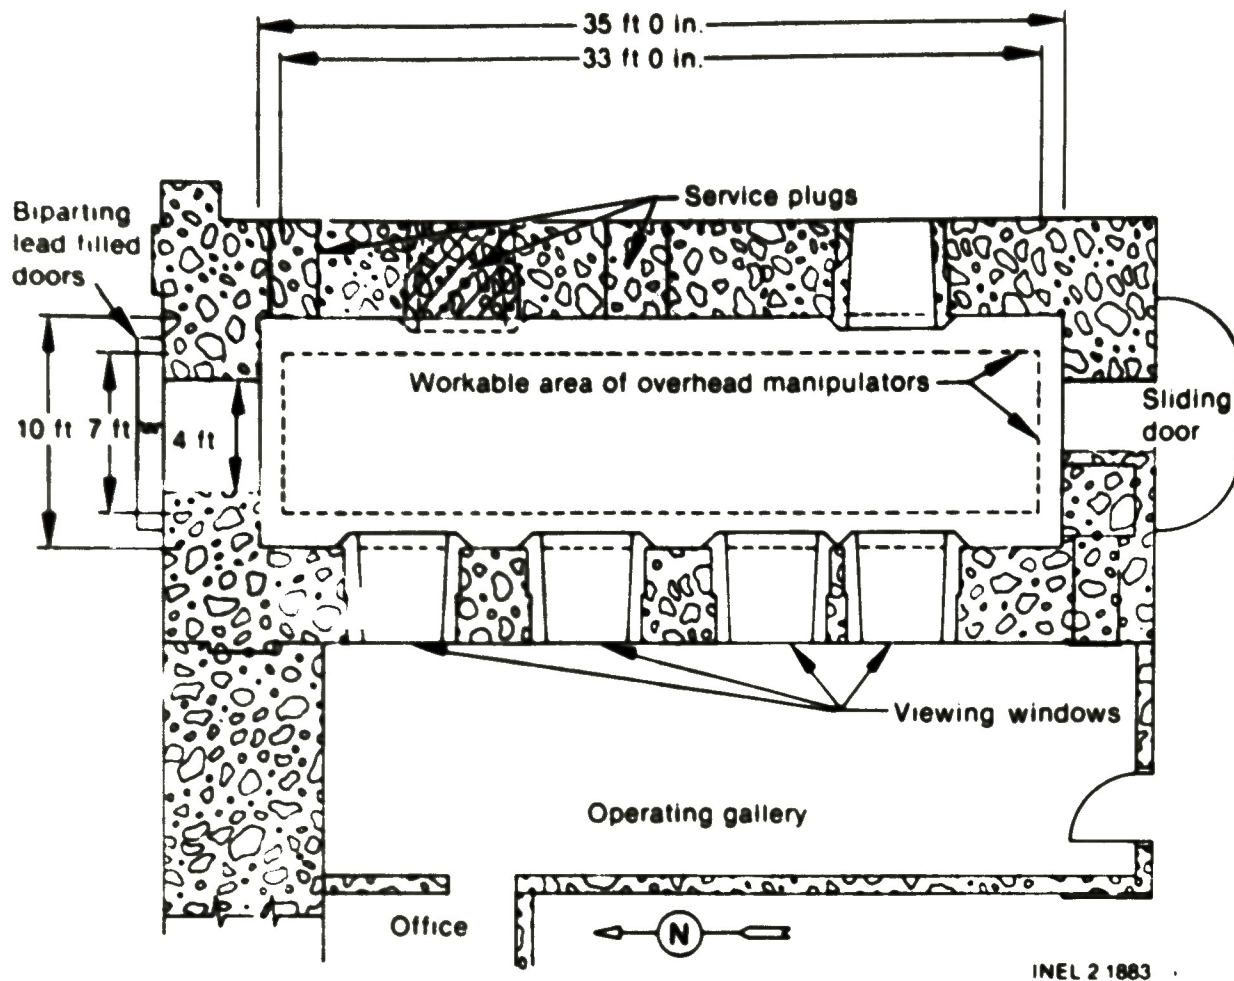 35 ft 0 in.
33 ft 0 in.
Service plugs
Biparting
lead filled
doors
Workable area of overhead manipulators
Sliding
door
10 ft
7 ft
4 ft
Viewing windows
Operating gallery
Office
N
INEL 2 1883